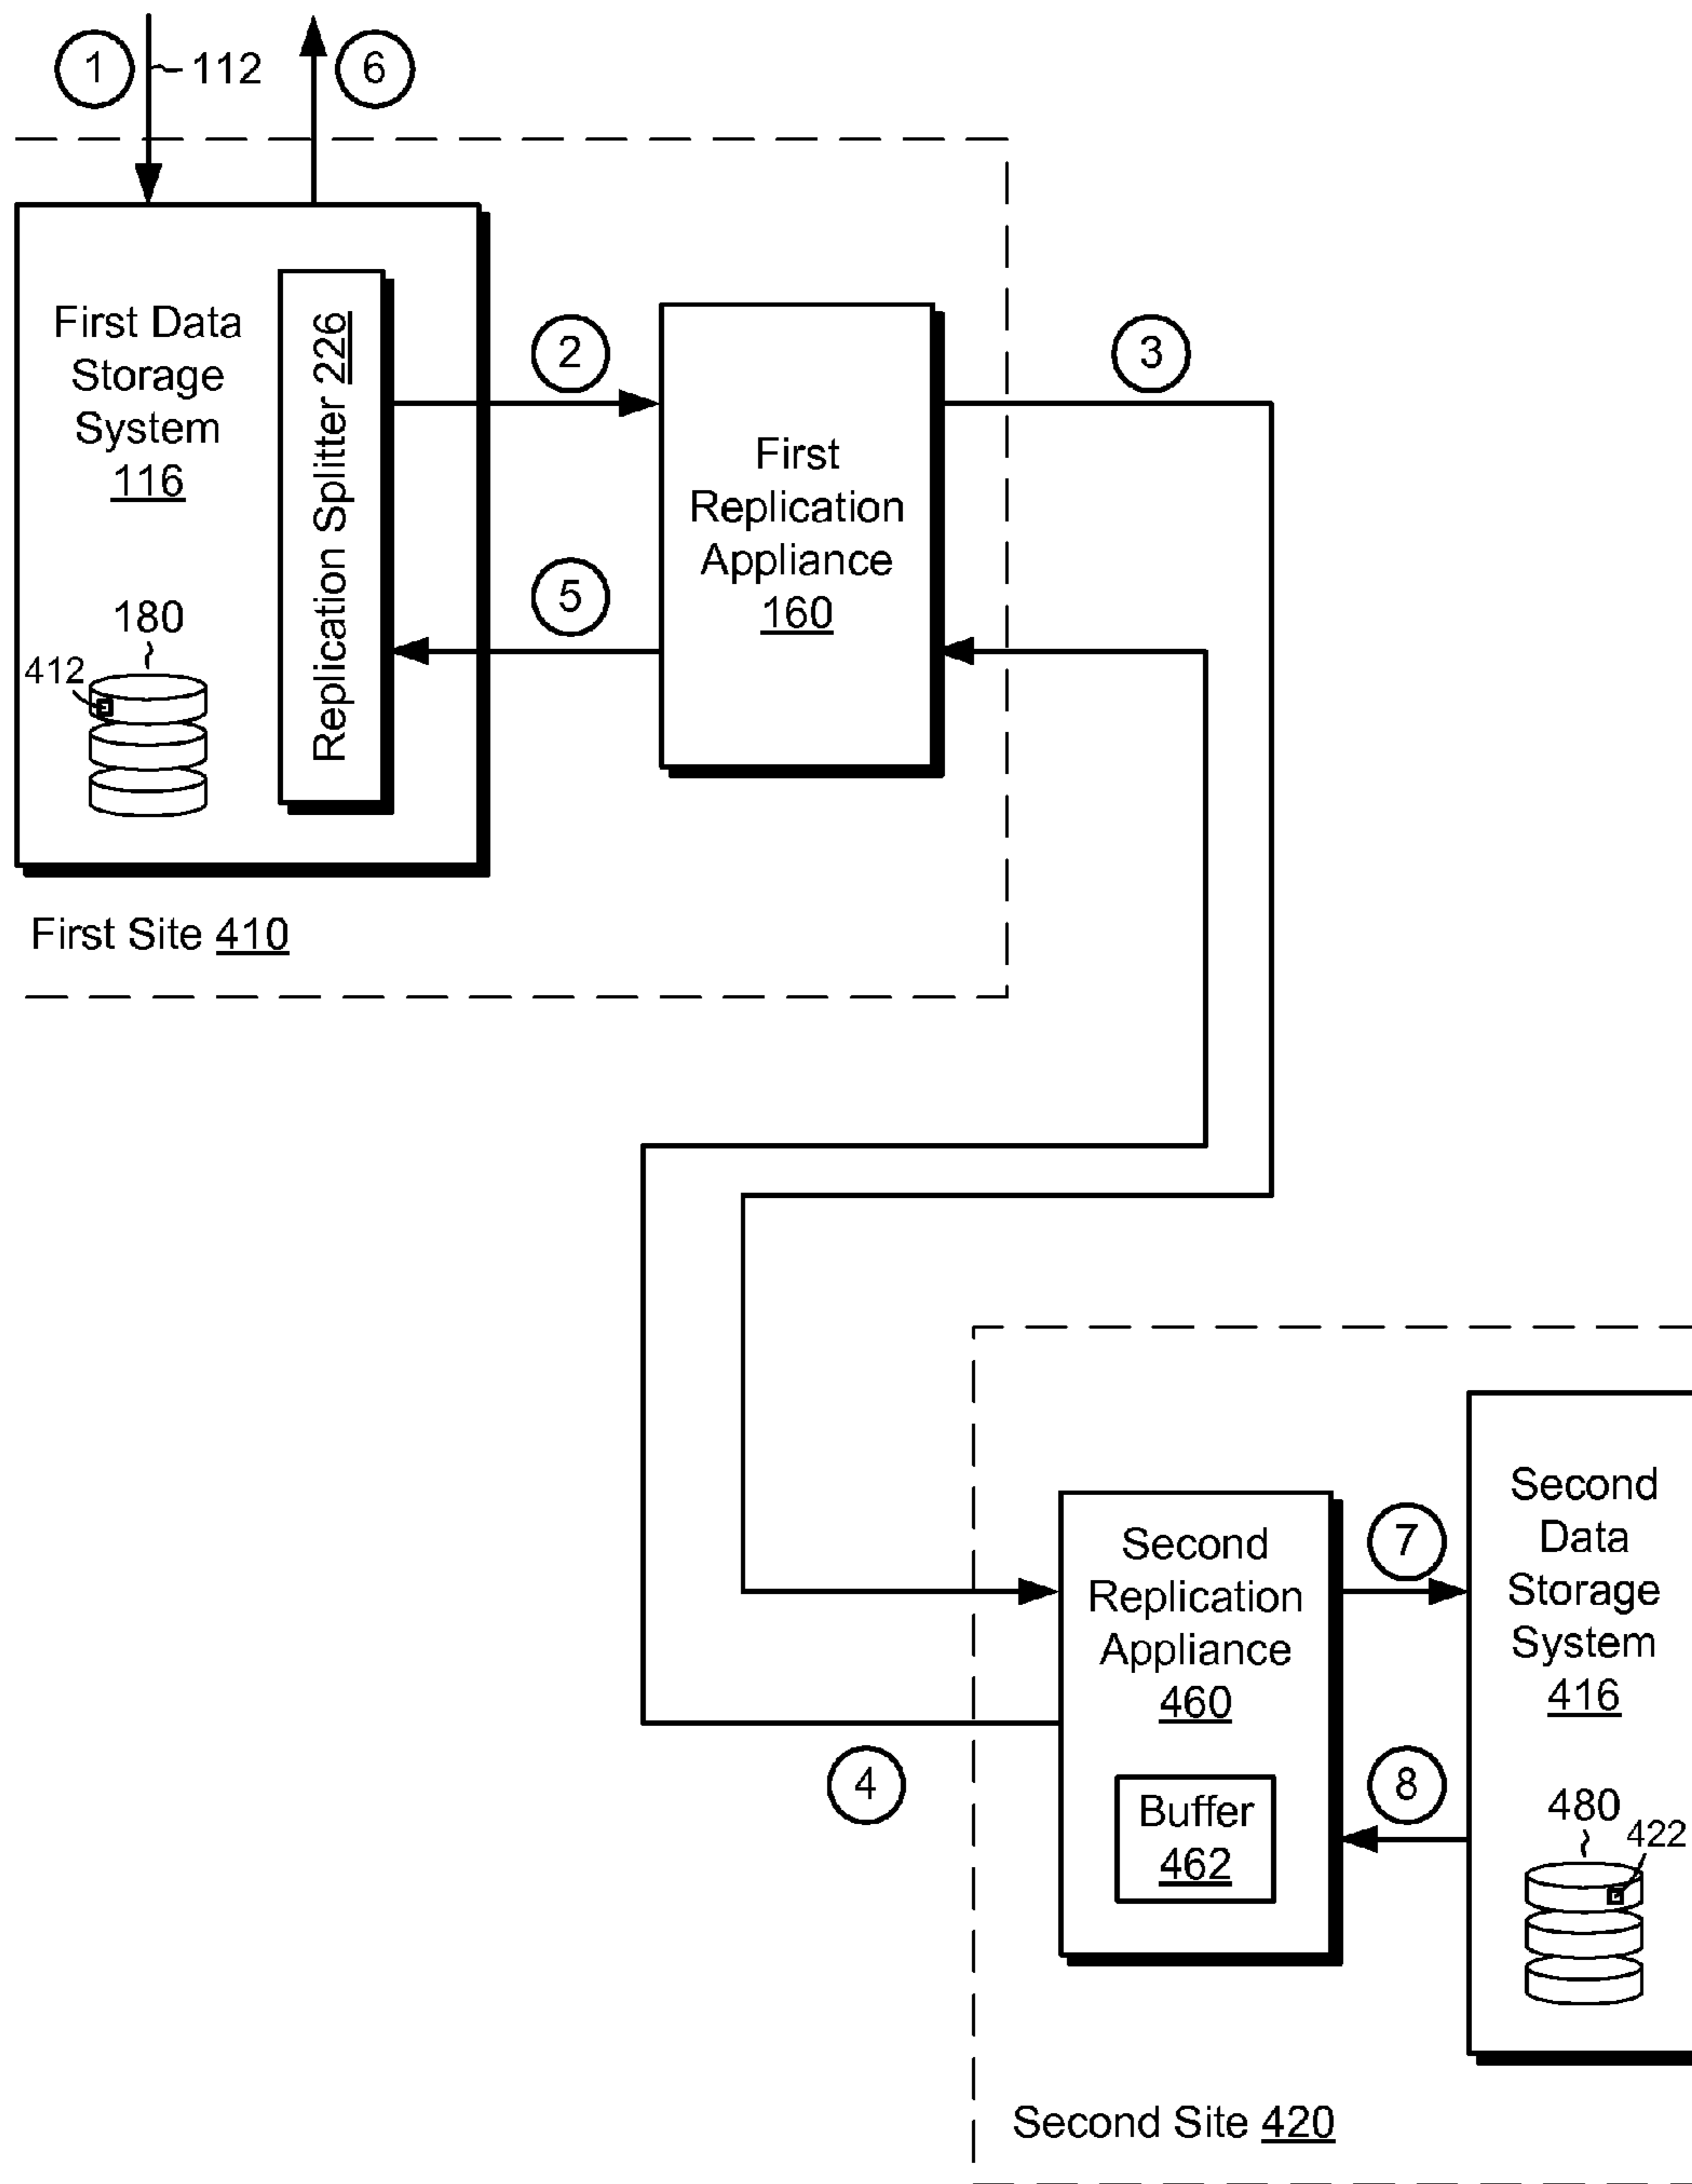 1
112
6
First Data
Storage
System
116
Replication Splitter 226
180
412
2
5
First
Replication
Appliance
160
3
First Site 410
Second
Replication
Appliance
460
Buffer
462
4
7
8
Second
Data
Storage
System
416
480
422
Second Site 420